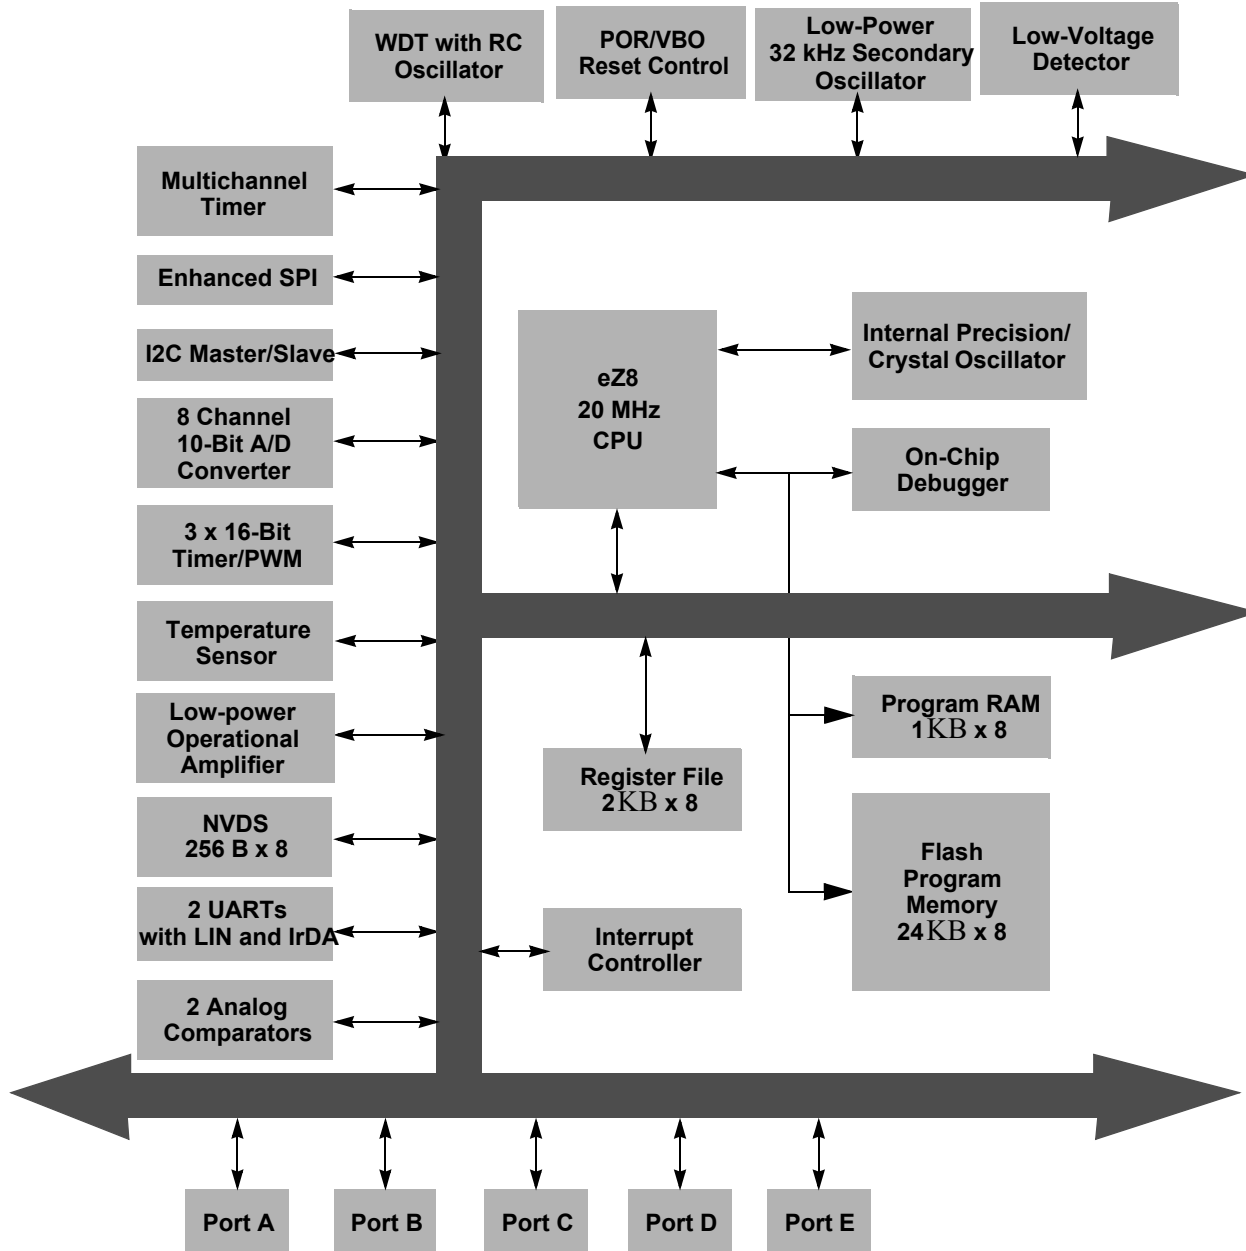 WDT with RC
Oscillator
POR/VBO
Reset Control
Low-Power
32 kHz Secondary
Oscillator
Low-Voltage
Detector
Multichannel
Timer
Enhanced SPI
I2C Master/Slave
8 Channel
10-Bit A/D
Converter
3 x 16-Bit
Timer/PWM
Temperature
Sensor
Low-power
Operational
Amplifier
NVDS
256 B x 8
2 UARTs
with LIN and IrDA
2 Analog
Comparators
eZ8
20 MHz
CPU
Internal Precision/
Crystal Oscillator
On-Chip
Debugger
Register File
2KB x 8
Program RAM
1KB x 8
Flash
Program
Memory
24KB x 8
Interrupt
Controller
Port A
Port B
Port C
Port D
Port E